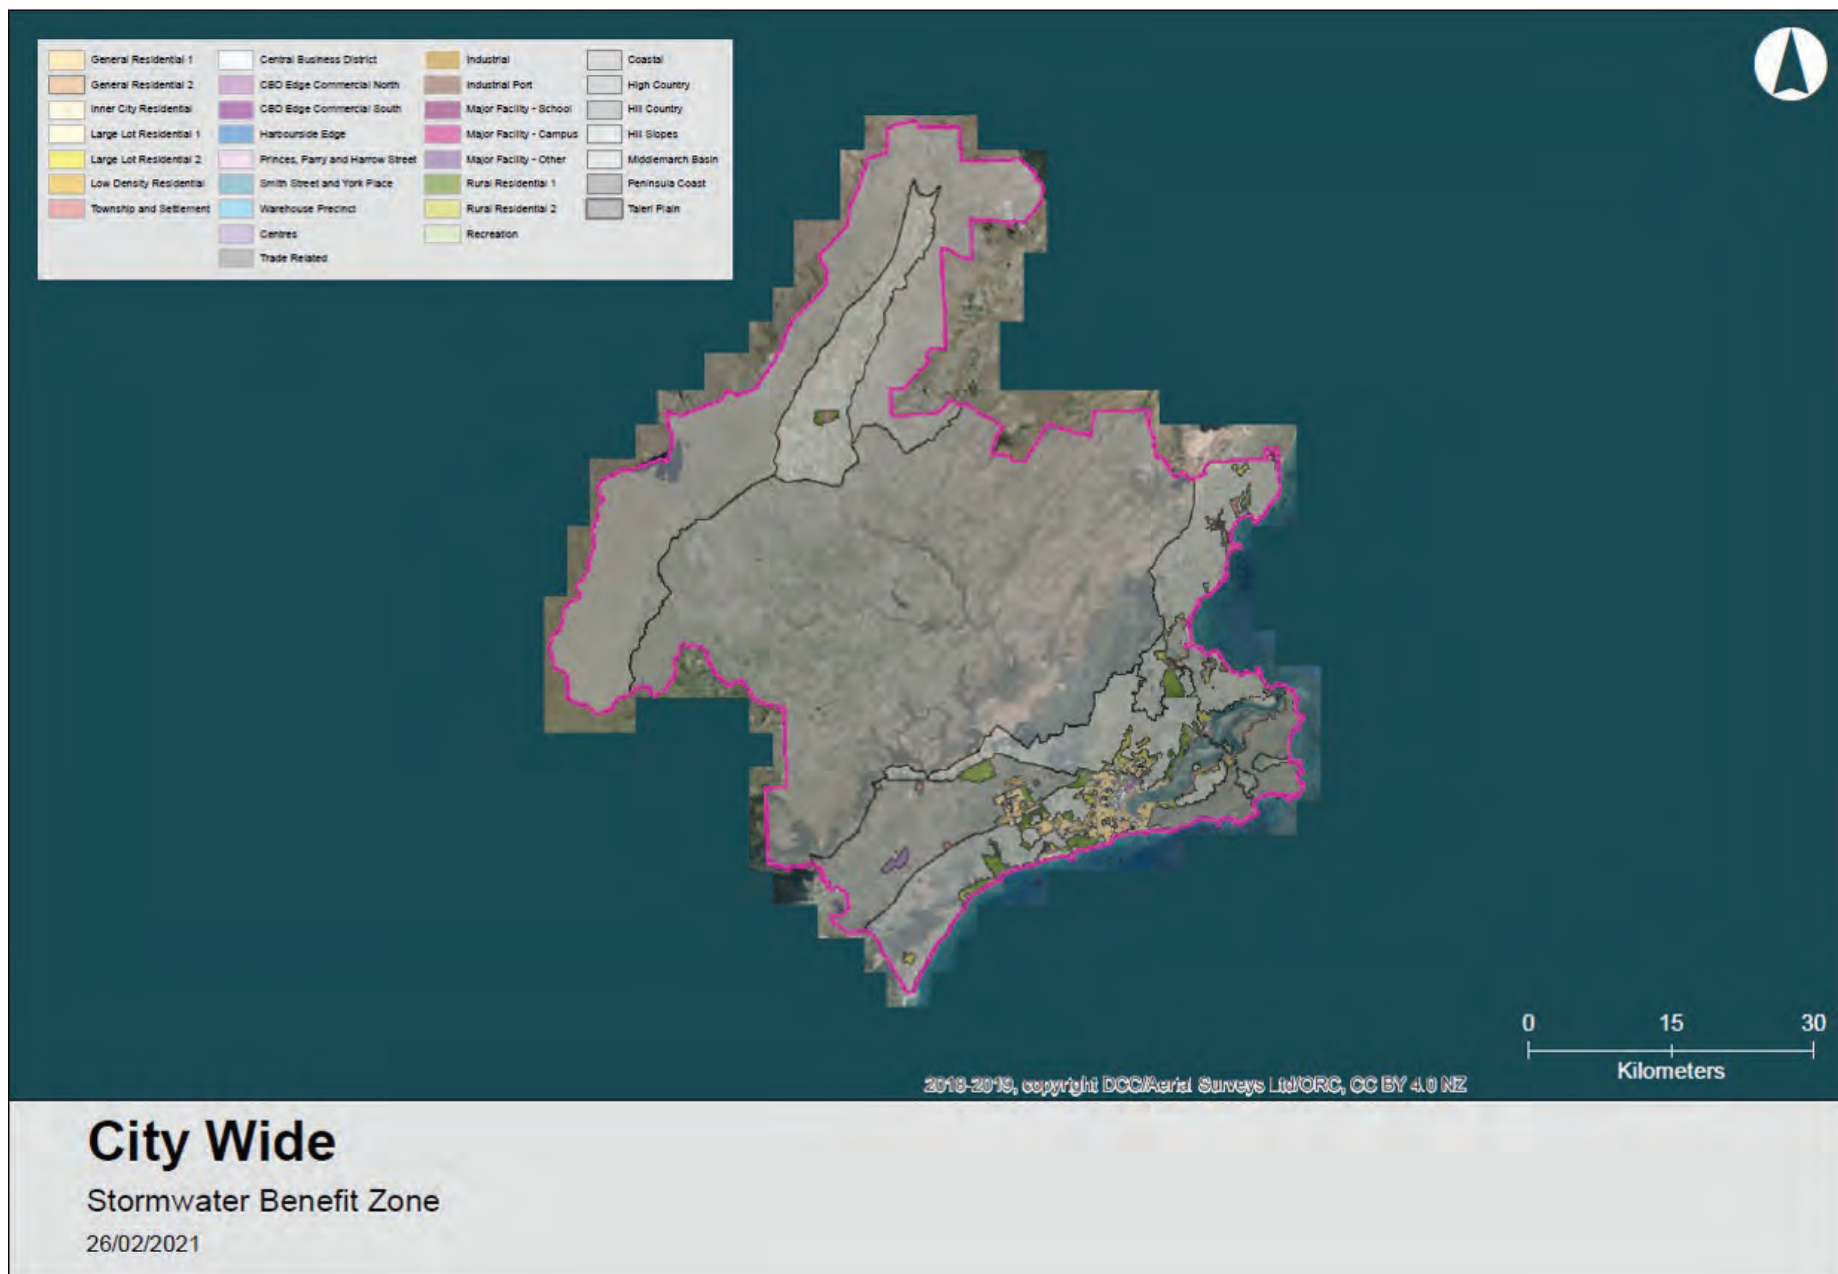 General Residential 1
General Residential 2
Inner City Residential
Large Lot Residential 1
Large Lot Residential 2
Low Density Residential
Township and Settlement
Central Business District
CBD Edge Commercial North
CBD Edge Commercial South
Harbourside Edge
Princes, Parry and Harrow Street
Smith Street and York Place
Warehouse Precinct
Centres
Trade Related
Industrial
Industrial Port
Major Facility - School
Major Facility - Campus
Major Facility - Other
Rural Residential 1
Rural Residential 2
Recreation
Coastal
High Country
Hill Country
Hill Slopes
Middlemarch Basin
Peninsula Coast
Taieri Plain
0 15 30
Kilometers
2018-2019, copyright DCC/Aerial Surveys Ltd/ORC, CC BY 4.0 NZ
City Wide
Stormwater Benefit Zone
26/02/2021